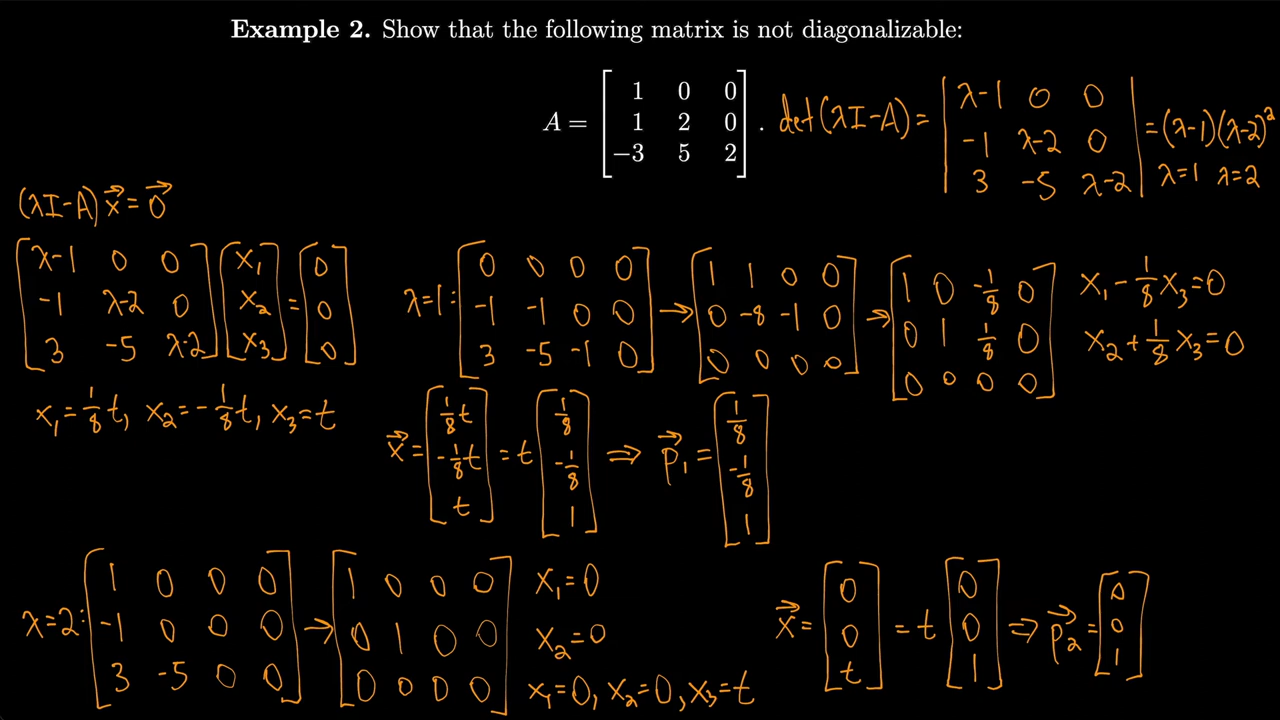 Example 2. Show that the following matrix is not diagonalizable:
A = [1 0 0; 1 2 0; −3 5 2].
det(λI−A) = |λ−1 0 0; −1 λ−2 0; 3 −5 λ−2| = (λ−1)(λ−2)²
λ=1 λ=2
(λI−A)x⃗ = 0⃗
[λ−1 0 0; −1 λ−2 0; 3 −5 λ−2] [x₁; x₂; x₃] = [0; 0; 0]
λ=1: [0 0 0 0; −1 −1 0 0; 3 −5 −1 0] → [1 1 0 0; 0 −8 −1 0; 0 0 0 0] → [1 0 −1/8 0; 0 1 1/8 0; 0 0 0 0]
x₁ − 1/8 x₃ = 0
x₂ + 1/8 x₃ = 0
x₁ = 1/8 t, x₂ = −1/8 t, x₃ = t
x⃗ = [1/8 t; −1/8 t; t] = t [1/8; −1/8; 1] ⇒ p⃗₁ = [1/8; −1/8; 1]
λ=2: [1 0 0 0; −1 0 0 0; 3 −5 0 0] → [1 0 0 0; 0 1 0 0; 0 0 0 0]
x₁ = 0
x₂ = 0
x₁ = 0, x₂ = 0, x₃ = t
x⃗ = [0; 0; t] = t [0; 0; 1] ⇒ p⃗₂ = [0; 0; 1]